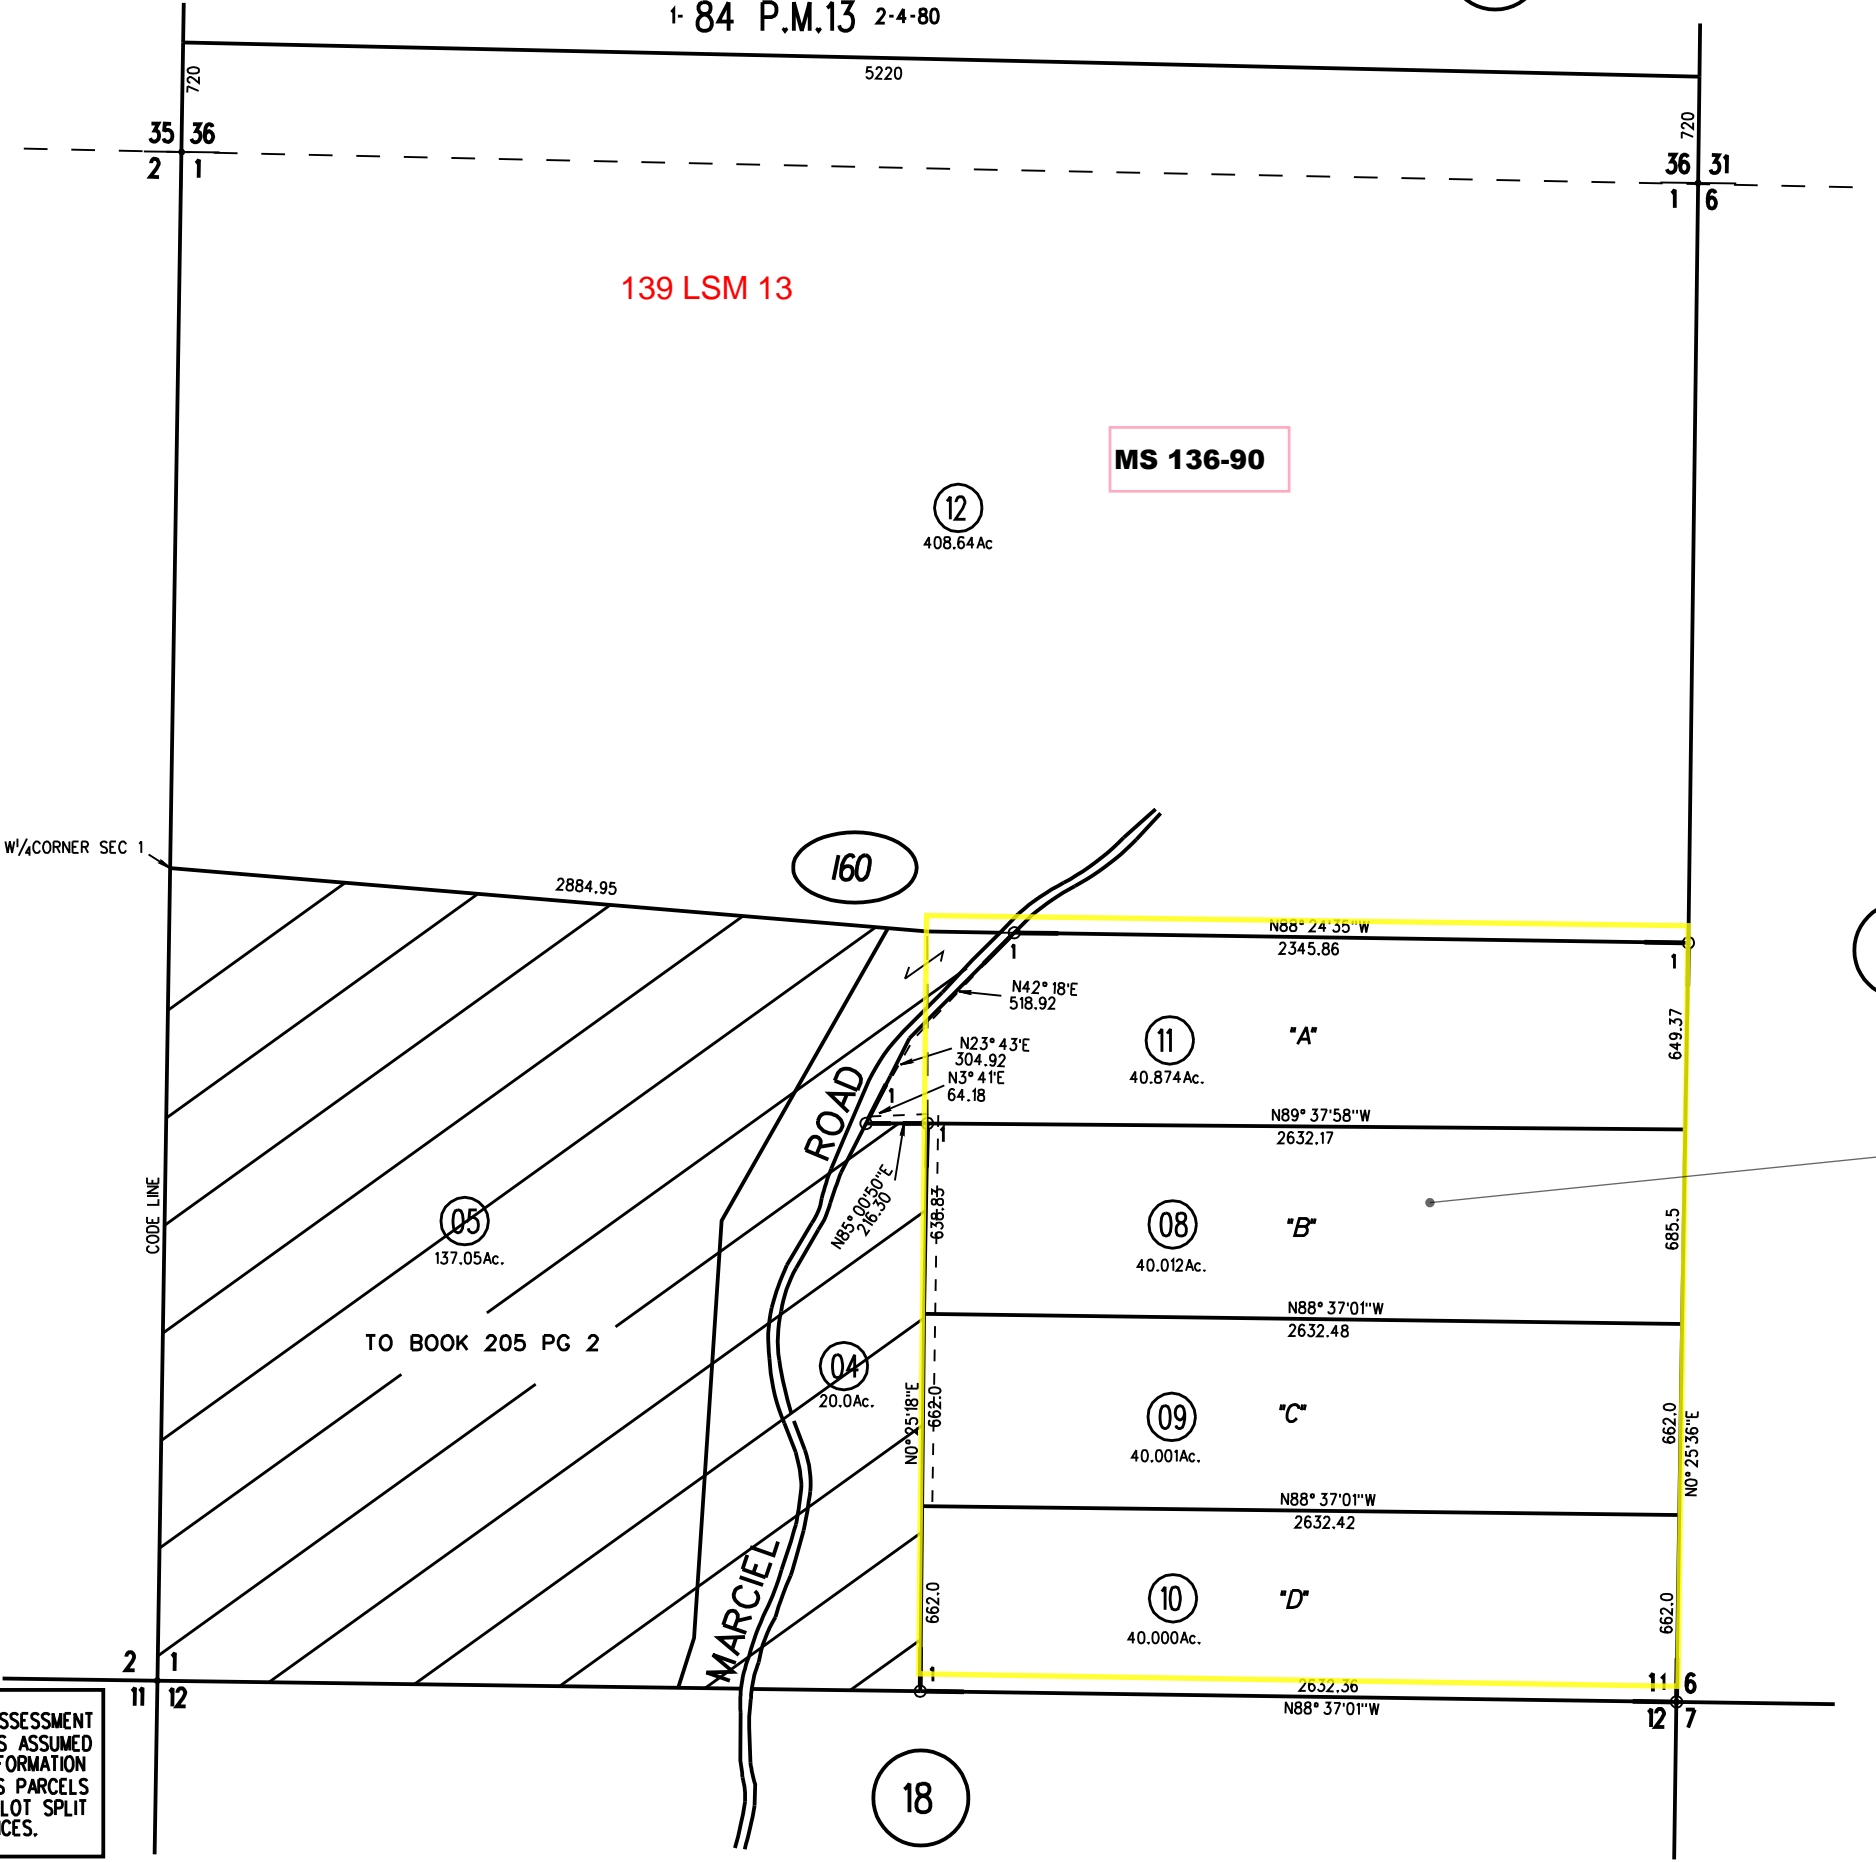 1- 84 P.M.13 2-4-80
5220
720
720
35 36
2 1
36 31
1 6
139 LSM 13
MS 136-90
12
408.64Ac
W1/4CORNER SEC 1
2884.95
160
N88° 24'35"W
2345.86
1
1
N42° 18'E
518.92
N23° 43'E
304.92
N3° 41'E
64.18
1
11
"A"
40.874Ac.
649.37
ROAD
N89° 37'58"W
2632.17
1
N85° 00'50"E
216.30
638.83
CODE LINE
05
137.05Ac.
08
"B"
40.012Ac.
685.5
N88° 37'01"W
2632.48
TO BOOK 205 PG 2
04
20.0Ac.
N0° 25'18"E
662.0
09
"C"
40.001Ac.
662.0
N0° 25'36"E
N88° 37'01"W
2632.42
MARCIEL
662.0
10
"D"
40.000Ac.
662.0
2 1
11 12
1
2632.36
N88° 37'01"W
1 1 6
12 7
SSESSMENT
S ASSUMED
FORMATION
S PARCELS
LOT SPLIT
CES.
18